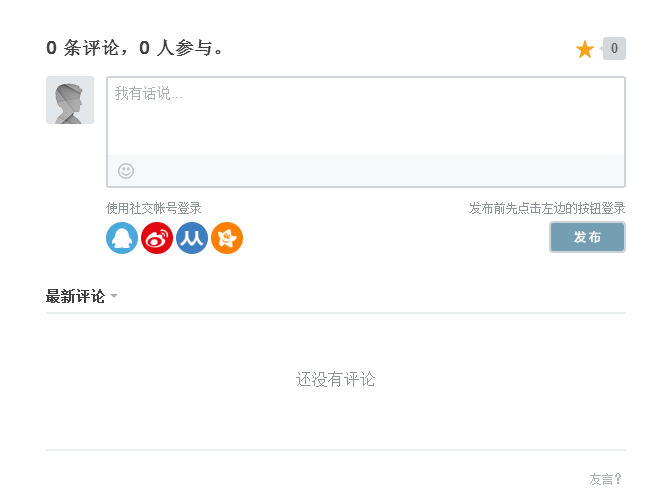 0 条评论，0 人参与。
0
我有话说...
使用社交帐号登录
发布前先点击左边的按钮登录
发布
最新评论
还没有评论
友言?